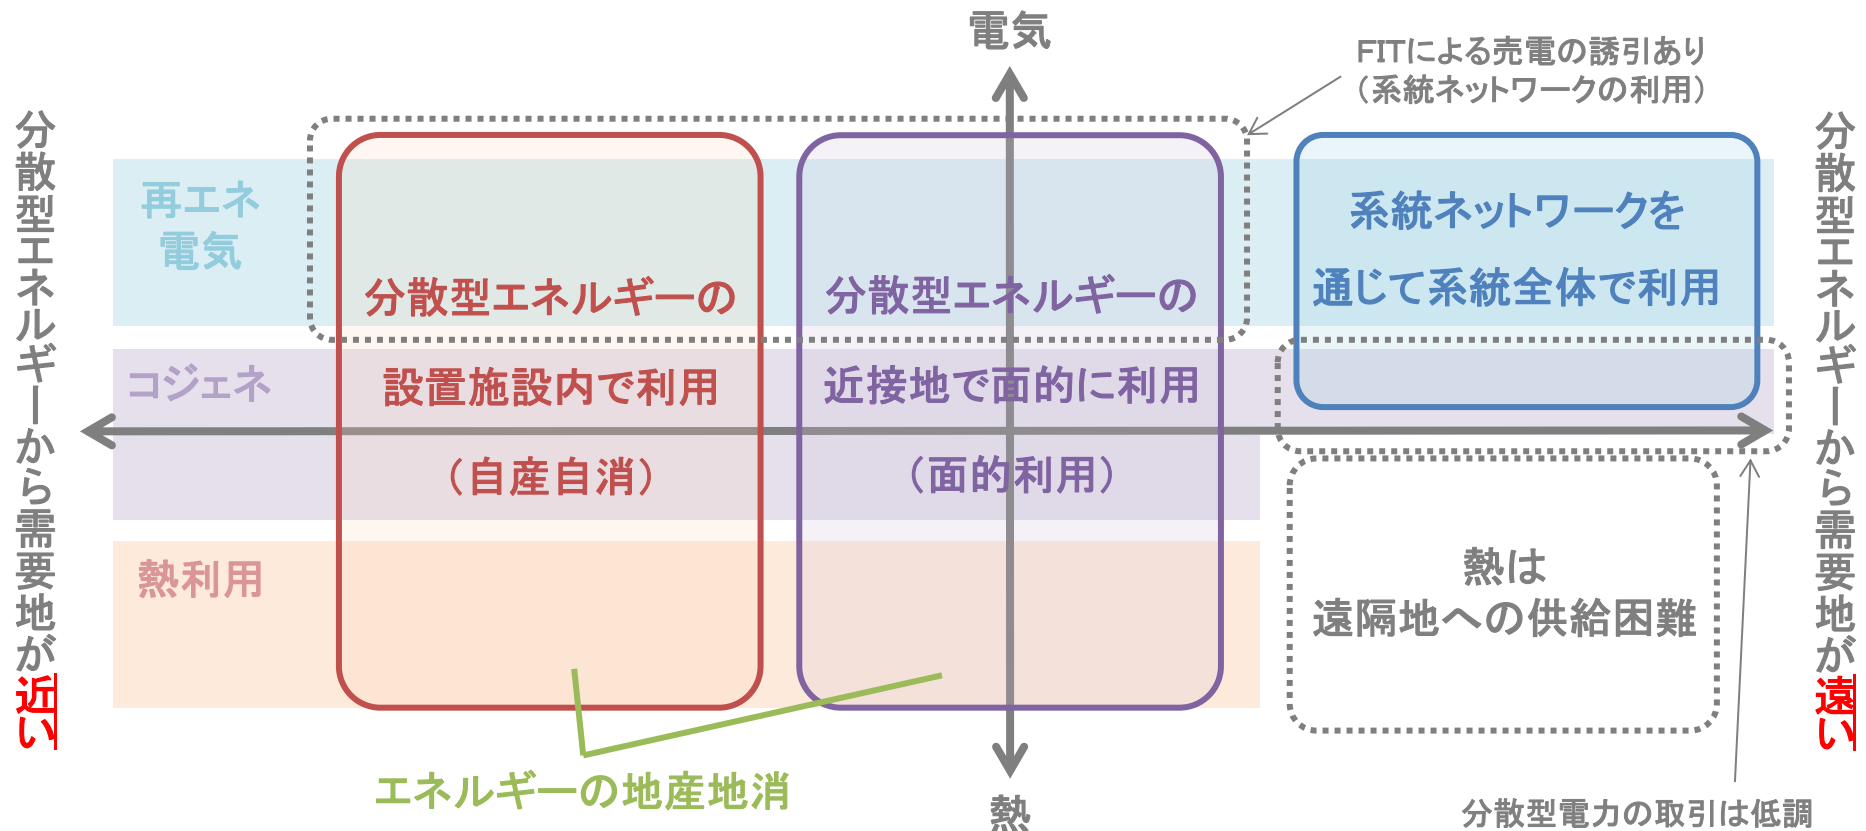 電気
FITによる売電の誘引あり
（系統ネットワークの利用）
分散型エネルギーから需要地が近い
分散型エネルギーから需要地が遠い
再エネ
電気
分散型エネルギーの
設置施設内で利用
（自産自消）
分散型エネルギーの
近接地で面的に利用
（面的利用）
系統ネットワークを
通じて系統全体で利用
コジェネ
熱利用
熱は
遠隔地への供給困難
エネルギーの地産地消
熱
分散型電力の取引は低調